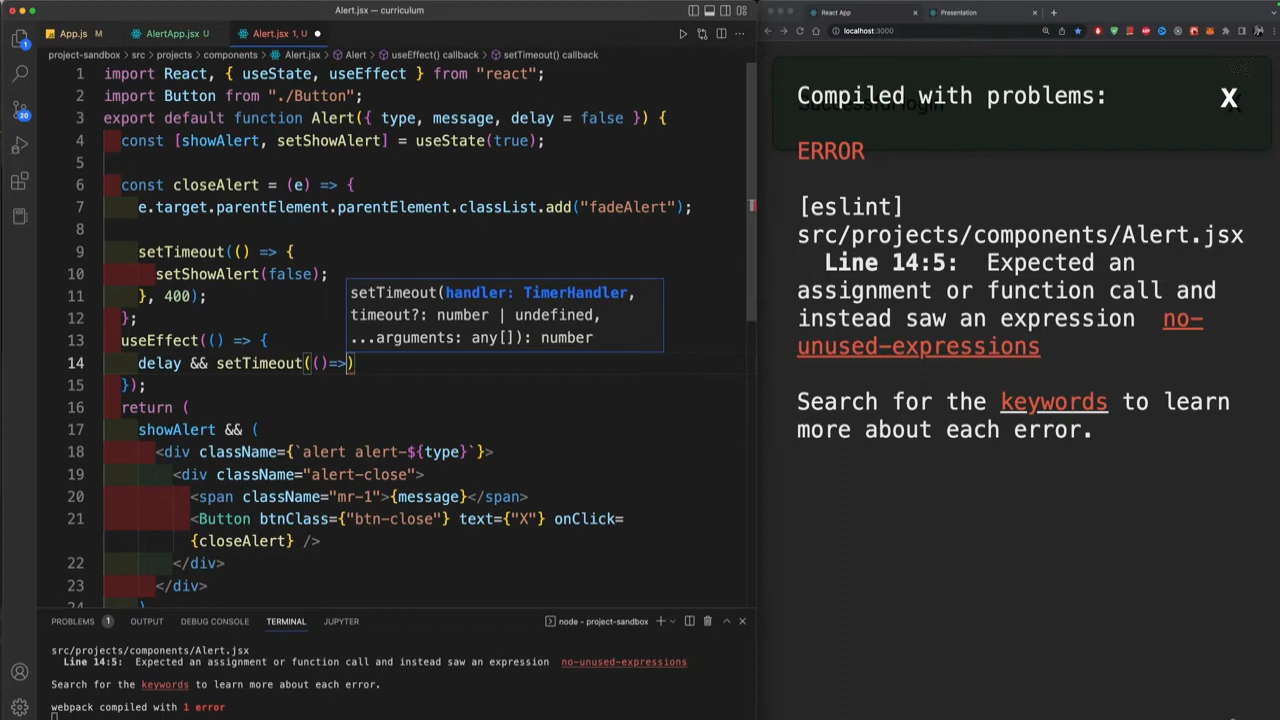 Alert.jsx — curriculum
App.js M
AlertApp.jsx U
Alert.jsx 1, U
project-sandbox > src > projects > components > Alert.jsx > Alert > useEffect() callback > setTimeout() callback
1 import React, { useState, useEffect } from "react";
2 import Button from "./Button";
3 export default function Alert({ type, message, delay = false }) {
4 const [showAlert, setShowAlert] = useState(true);
5
6 const closeAlert = (e) => {
7 e.target.parentElement.parentElement.classList.add("fadeAlert");
8
9 setTimeout(() => {
10 setShowAlert(false);
11 }, 400);
12 };
13 useEffect(() => {
14 delay && setTimeout(()=>)
15 });
16 return (
17 showAlert && (
18 <div className={`alert alert-${type}`}>
19 <div className="alert-close">
20 <span className="mr-1">{message}</span>
21 <Button btnClass={"btn-close"} text={"X"} onClick=
{closeAlert} />
22 </div>
23 </div>
24 )
setTimeout(handler: TimerHandler,
timeout?: number | undefined,
...arguments: any[]): number
1
20
PROBLEMS 1 OUTPUT DEBUG CONSOLE TERMINAL JUPYTER
node - project-sandbox
src/projects/components/Alert.jsx
Line 14:5: Expected an assignment or function call and instead saw an expression no-unused-expressions
Search for the keywords to learn more about each error.
webpack compiled with 1 error
React App
Presentation
localhost:3000
Successful login
Compiled with problems:
X
ERROR
[eslint]
src/projects/components/Alert.jsx
Line 14:5: Expected an
assignment or function call and
instead saw an expression no-
unused-expressions
Search for the keywords to learn
more about each error.